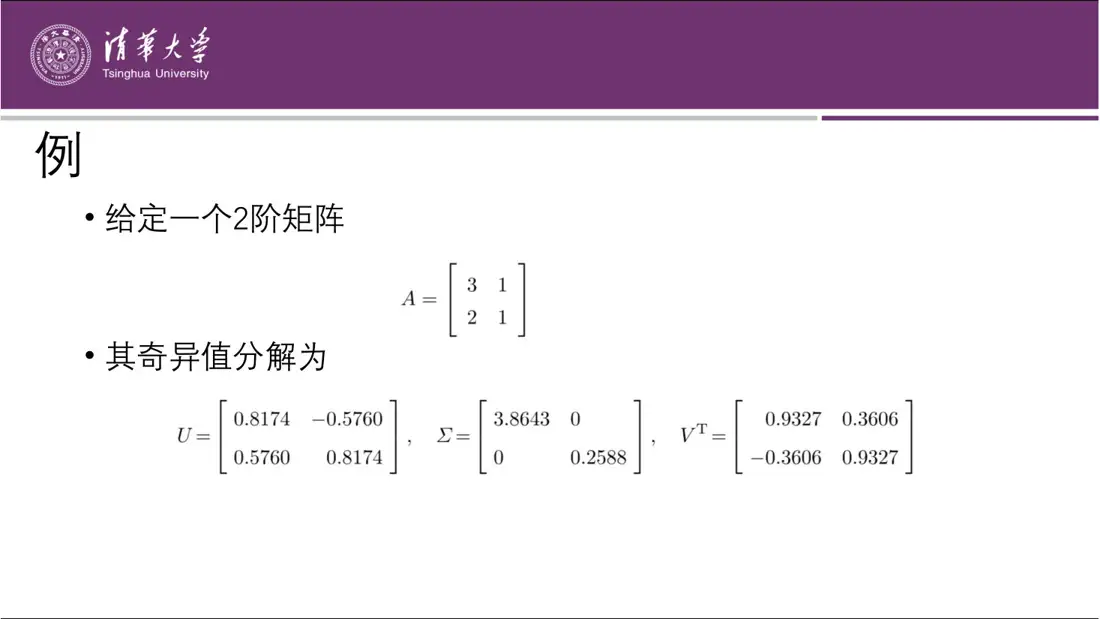 清华大学
Tsinghua University
例
• 给定一个2阶矩阵
A = [ 3 1
2 1 ]
• 其奇异值分解为
U = [ 0.8174 −0.5760
0.5760 0.8174 ] , Σ = [ 3.8643 0
0 0.2588 ] , V^T = [ 0.9327 0.3606
−0.3606 0.9327 ]